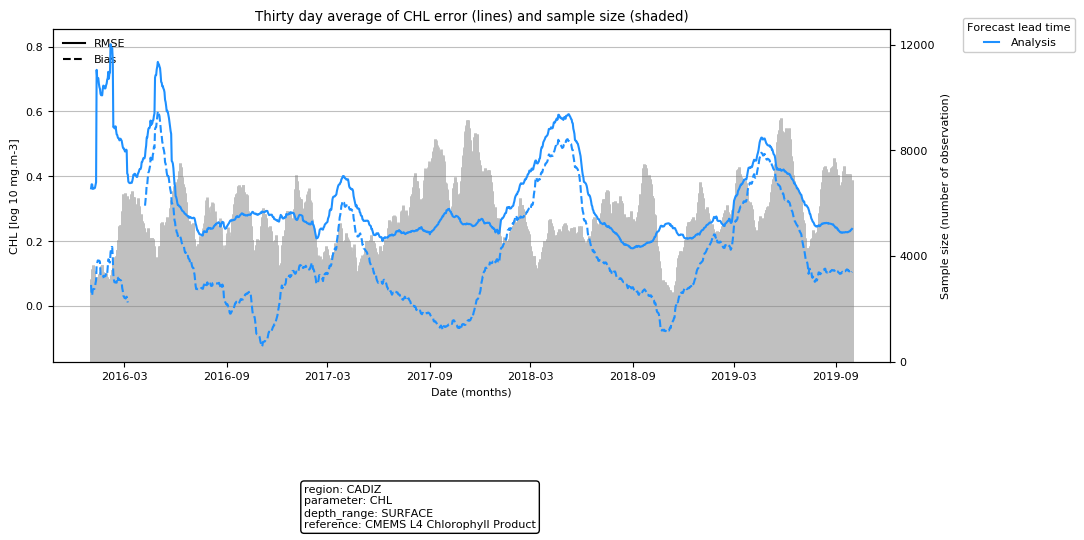 Thirty day average of CHL error (lines) and sample size (shaded)
Forecast lead time
Analysis
RMSE
Bias
0.8
0.6
0.4
0.2
0.0
CHL [log 10 mg.m-3]
12000
8000
4000
0
Sample size (number of observation)
2016-03 2016-09 2017-03 2017-09 2018-03 2018-09 2019-03 2019-09
Date (months)
region: CADIZ
parameter: CHL
depth_range: SURFACE
reference: CMEMS L4 Chlorophyll Product